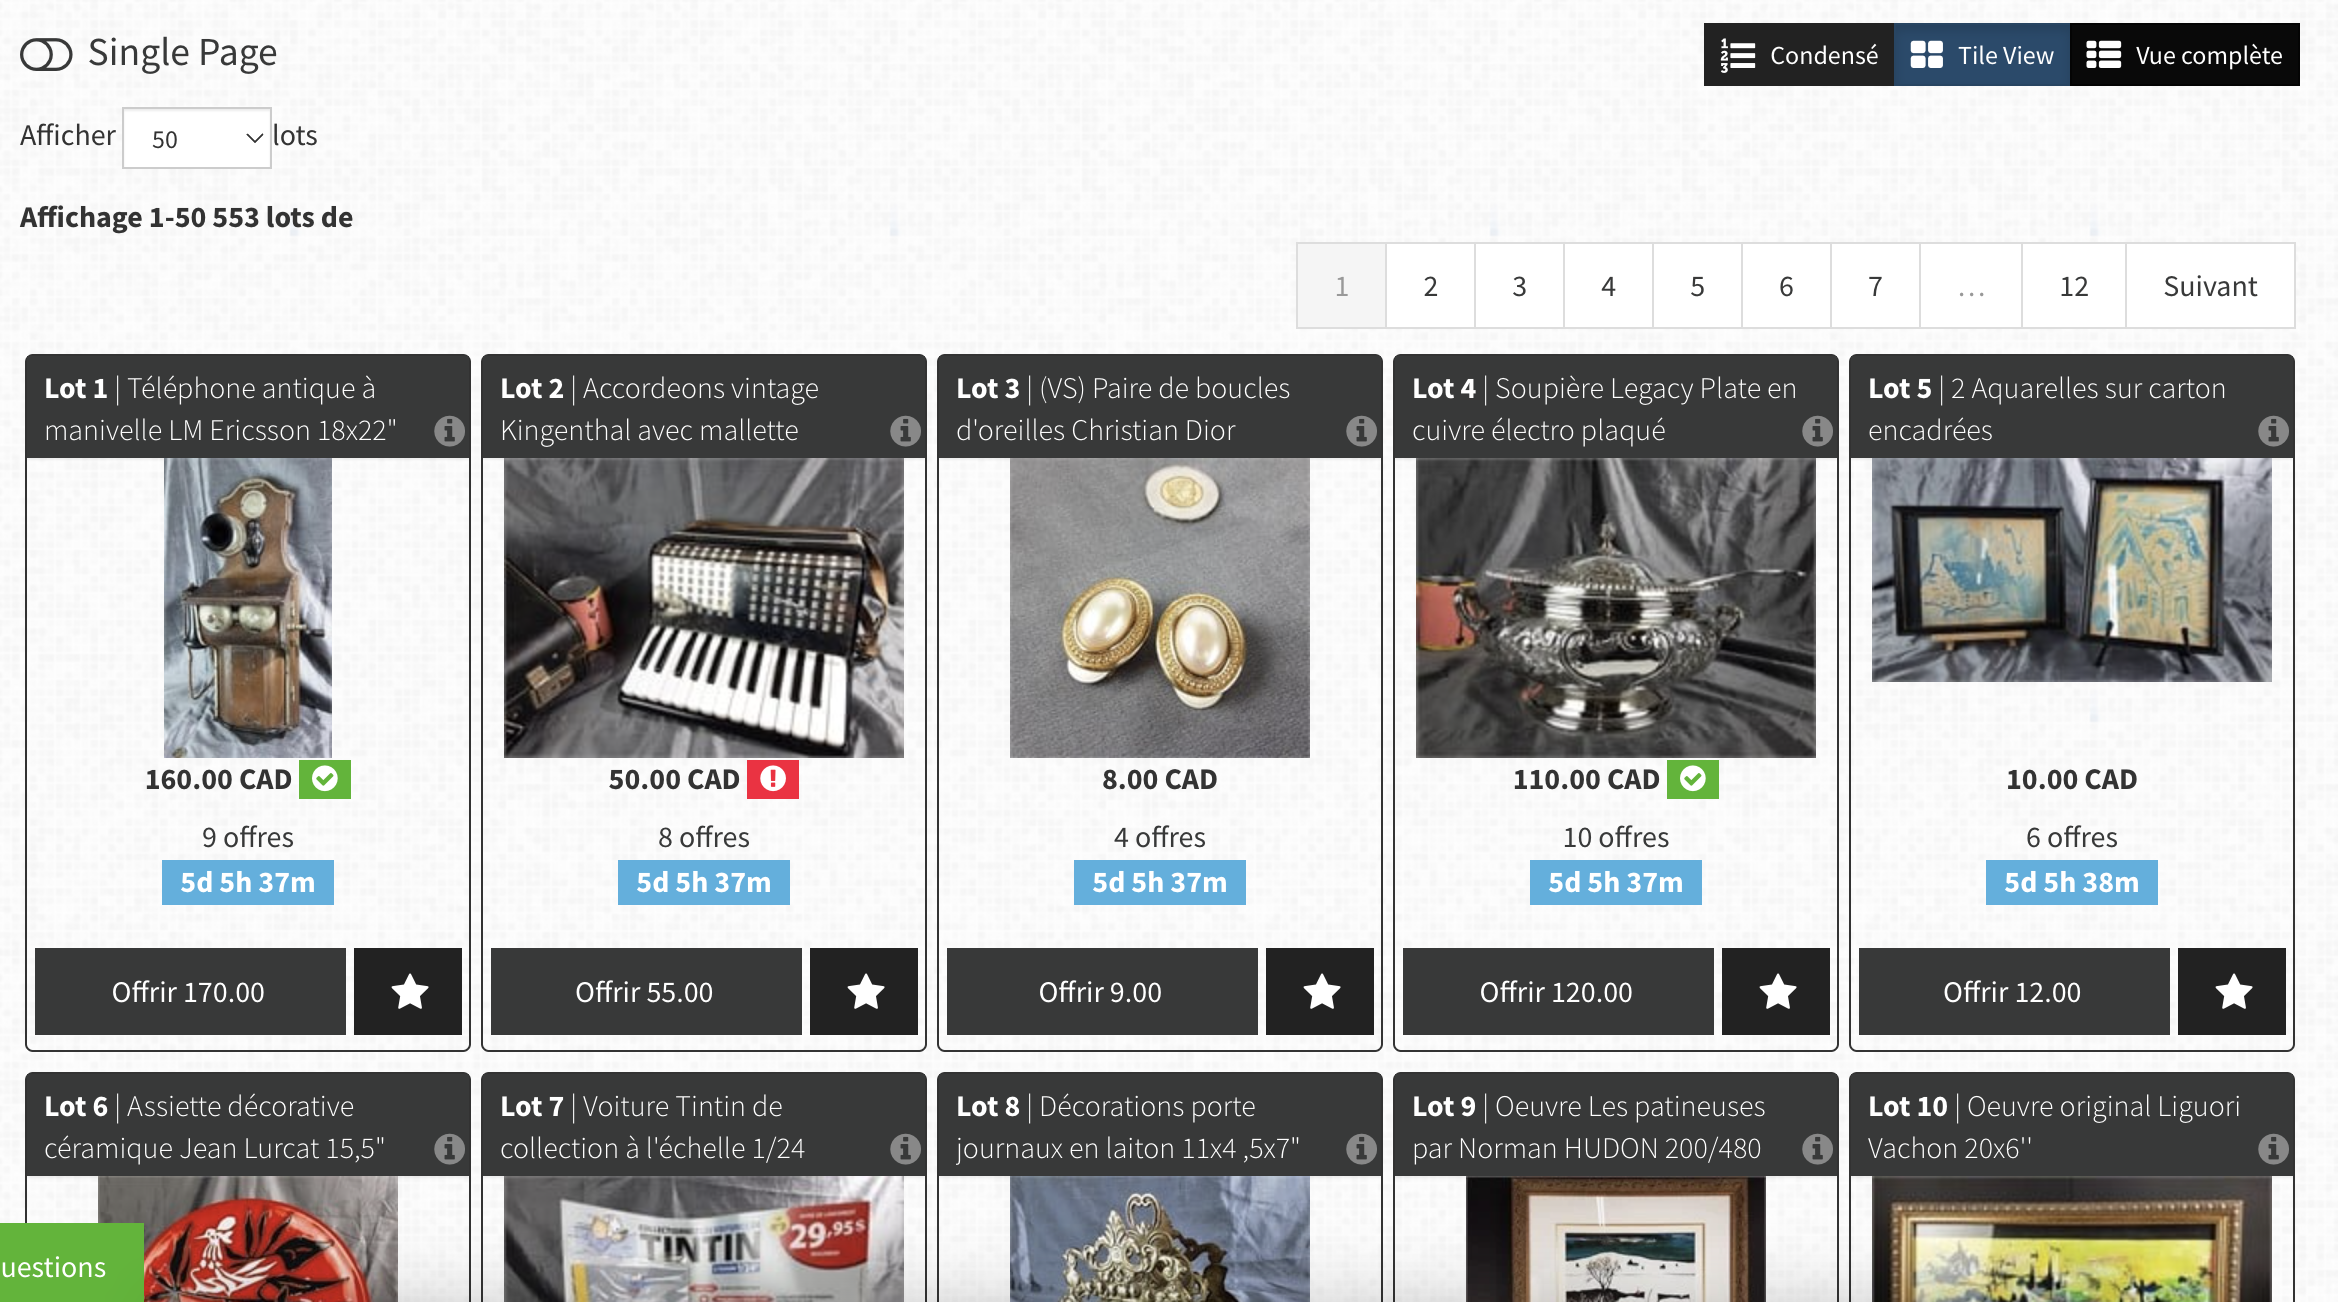 Single Page
Condensé
Tile View
Vue complète
Afficher 50 lots
Affichage 1-50 553 lots de
1 2 3 4 5 6 7 … 12 Suivant
Lot 1 | Téléphone antique à
manivelle LM Ericsson 18x22"
160.00 CAD
9 offres
5d 5h 37m
Offrir 170.00
Lot 2 | Accordeons vintage
Kingenthal avec mallette
50.00 CAD
8 offres
5d 5h 37m
Offrir 55.00
Lot 3 | (VS) Paire de boucles
d'oreilles Christian Dior
8.00 CAD
4 offres
5d 5h 37m
Offrir 9.00
Lot 4 | Soupière Legacy Plate en
cuivre électro plaqué
110.00 CAD
10 offres
5d 5h 37m
Offrir 120.00
Lot 5 | 2 Aquarelles sur carton
encadrées
10.00 CAD
6 offres
5d 5h 38m
Offrir 12.00
Lot 6 | Assiette décorative
céramique Jean Lurcat 15,5"
Lot 7 | Voiture Tintin de
collection à l'échelle 1/24
TINTIN
29,95$
Lot 8 | Décorations porte
journaux en laiton 11x4 ,5x7"
Lot 9 | Oeuvre Les patineuses
par Norman HUDON 200/480
Lot 10 | Oeuvre original Liguori
Vachon 20x6''
uestions